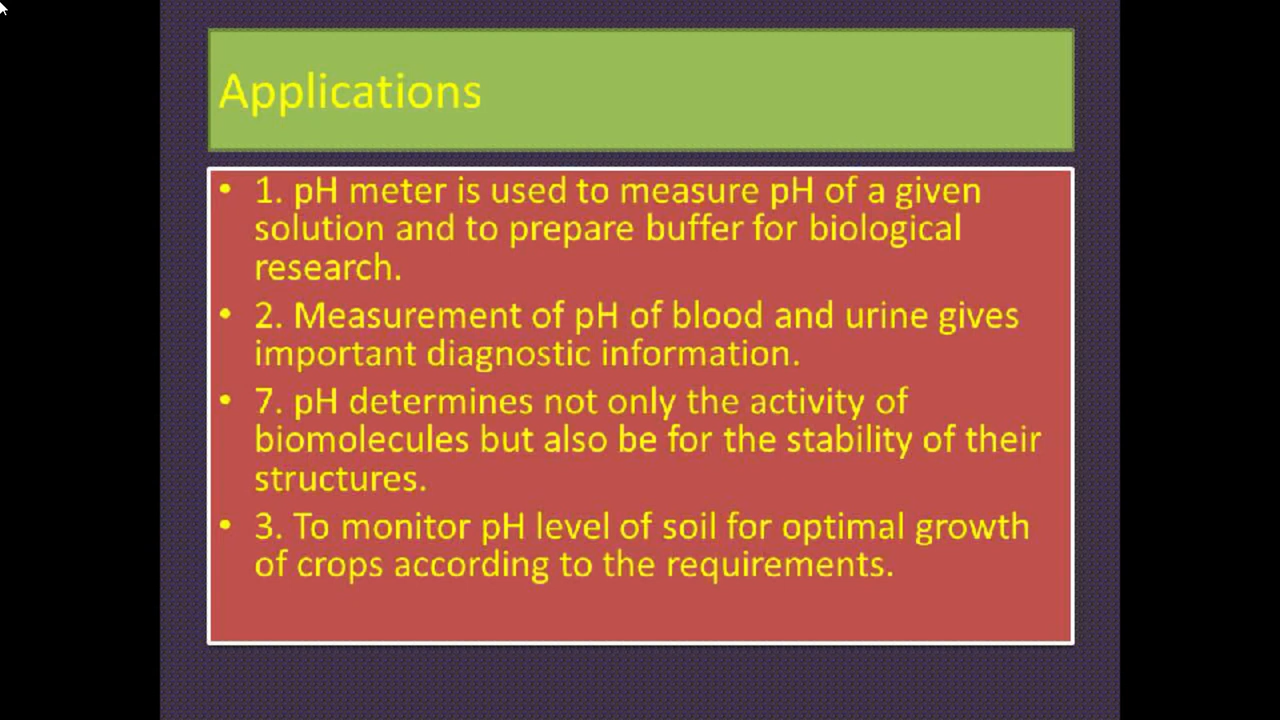 Applications
• 1. pH meter is used to measure pH of a given
solution and to prepare buffer for biological
research.
• 2. Measurement of pH of blood and urine gives
important diagnostic information.
• 7. pH determines not only the activity of
biomolecules but also be for the stability of their
structures.
• 3. To monitor pH level of soil for optimal growth
of crops according to the requirements.